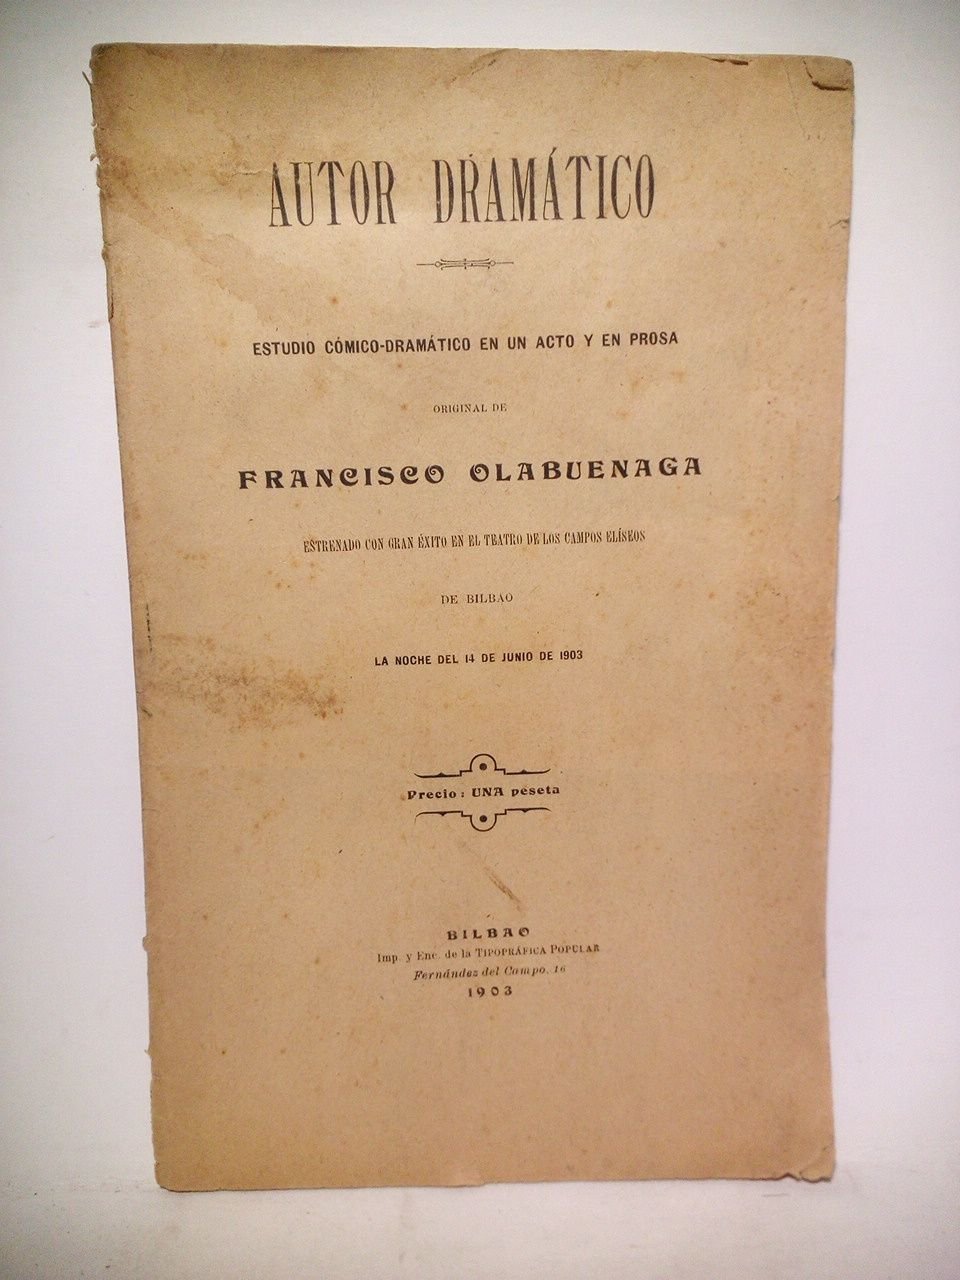 AUTOR DRAMÁTICO
ESTUDIO CÓMICO-DRAMÁTICO EN UN ACTO Y EN PROSA
ORIGINAL DE
FRANCISCO OLABUENAGA
ESTRENADO CON GRAN ÉXITO EN EL TEATRO DE LOS CAMPOS ELÍSEOS
DE BILBAO
LA NOCHE DEL 14 DE JUNIO DE 1903
Precio: UNA peseta
BILBAO
Imp. y Enc. de la TIPOPRÁFICA POPULAR
Fernández del Campo, 16
1903